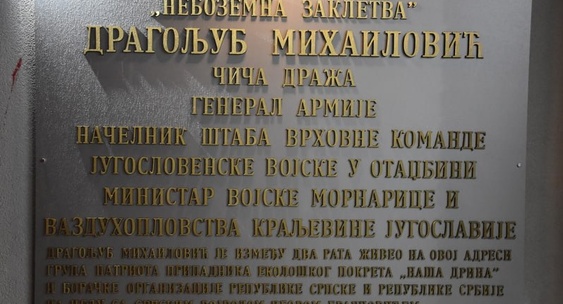 „НЕБОЗЕМНА ЗАКЛЕТВА”
ДРАГОЉУБ МИХАИЛОВИЋ
ЧИЧА ДРАЖА
ГЕНЕРАЛ АРМИЈЕ
НАЧЕЛНИК ШТАБА ВРХОВНЕ КОМАНДЕ
ЈУГОСЛОВЕНСКЕ ВОЈСКЕ У ОТАЏБИНИ
МИНИСТАР ВОЈСКЕ МОРНАРИЦЕ И
ВАЗДУХОПЛОВСТВА КРАЉЕВИНЕ ЈУГОСЛАВИЈЕ
ДРАГОЉУБ МИХАИЛОВИЋ ЈЕ ИЗМЕЂУ ДВА РАТА ЖИВЕО НА ОВОЈ АДРЕСИ
ГРУПА ПАТРИОТА ПРИПАДНИКА ЕКОЛОШКОГ ПОКРЕТА „НАША ДРИНА”
И БОРАЧКЕ ОРГАНИЗАЦИЈЕ РЕПУБЛИКЕ СРПСКЕ И РЕПУБЛИКЕ СРБИЈЕ